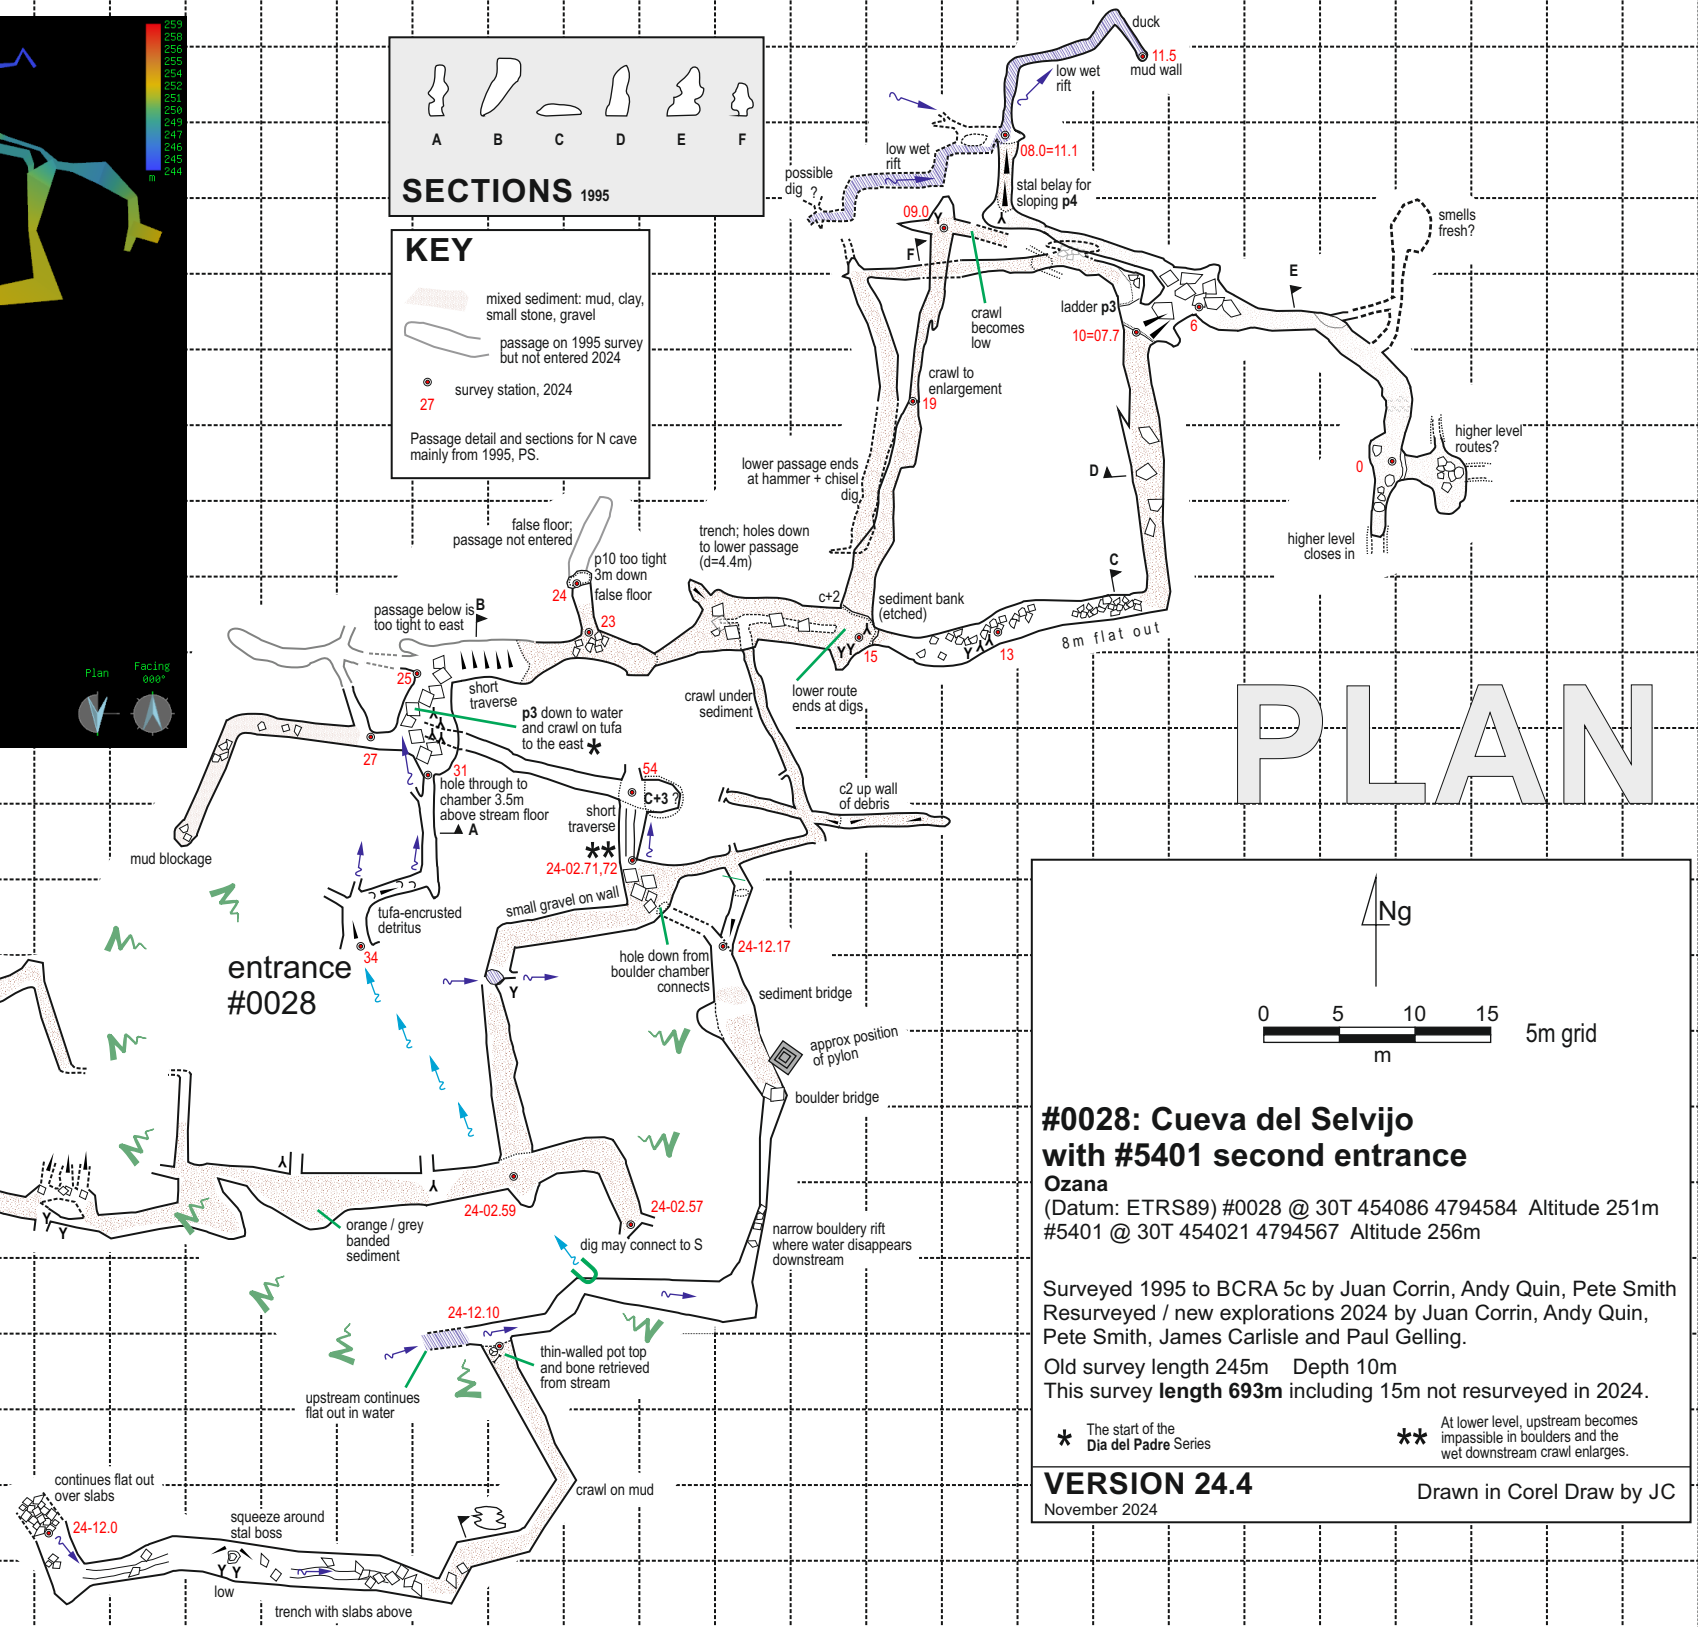 259
258
256
255
254
252
251
250
249
247
246
245
244
m
Plan
Facing
000°
A B C D E F
SECTIONS 1995
KEY
mixed sediment: mud, clay,
small stone, gravel
passage on 1995 survey
but not entered 2024
survey station, 2024
27
Passage detail and sections for N cave
mainly from 1995, PS.
duck
11.5
mud wall
low wet
rift
08.0=11.1
low wet
rift
possible
dig ?
stal belay for
sloping p4
09.0
F
smells
fresh?
E
ladder p3
6
10=07.7
crawl
becomes
low
crawl to
enlargement
19
higher level
routes?
0
D
lower passage ends
at hammer + chisel
dig
higher level
closes in
false floor;
passage not entered
trench; holes down
to lower passage
(d=4.4m)
p10 too tight
3m down
false floor
24
C
passage below is
too tight to east
B
23
c+2
sediment bank
(etched)
8m flat out
15
13
25
short
traverse
crawl under
sediment
lower route
ends at digs
PLAN
p3 down to water
and crawl on tufa
to the east *
27
31
54
hole through to
chamber 3.5m
above stream floor
C+3 ?
c2 up wall
of debris
short
traverse
A
**
mud blockage
24-02.71,72
small gravel on wall
tufa-encrusted
detritus
34
24-12.17
hole down from
boulder chamber
connects
entrance
#0028
sediment bridge
approx position
of pylon
boulder bridge
Ng
0 5 10 15
m
5m grid
24-02.59
24-02.57
orange / grey
banded
sediment
dig may connect to S
narrow bouldery rift
where water disappears
downstream
24-12.10
thin-walled pot top
and bone retrieved
from stream
upstream continues
flat out in water
crawl on mud
continues flat out
over slabs
24-12.0
squeeze around
stal boss
low
trench with slabs above
#0028: Cueva del Selvijo
with #5401 second entrance
Ozana
(Datum: ETRS89) #0028 @ 30T 454086 4794584 Altitude 251m
#5401 @ 30T 454021 4794567 Altitude 256m
Surveyed 1995 to BCRA 5c by Juan Corrin, Andy Quin, Pete Smith
Resurveyed / new explorations 2024 by Juan Corrin, Andy Quin,
Pete Smith, James Carlisle and Paul Gelling.
Old survey length 245m Depth 10m
This survey length 693m including 15m not resurveyed in 2024.
* The start of the
Dia del Padre Series
** At lower level, upstream becomes
impassible in boulders and the
wet downstream crawl enlarges.
VERSION 24.4
November 2024
Drawn in Corel Draw by JC